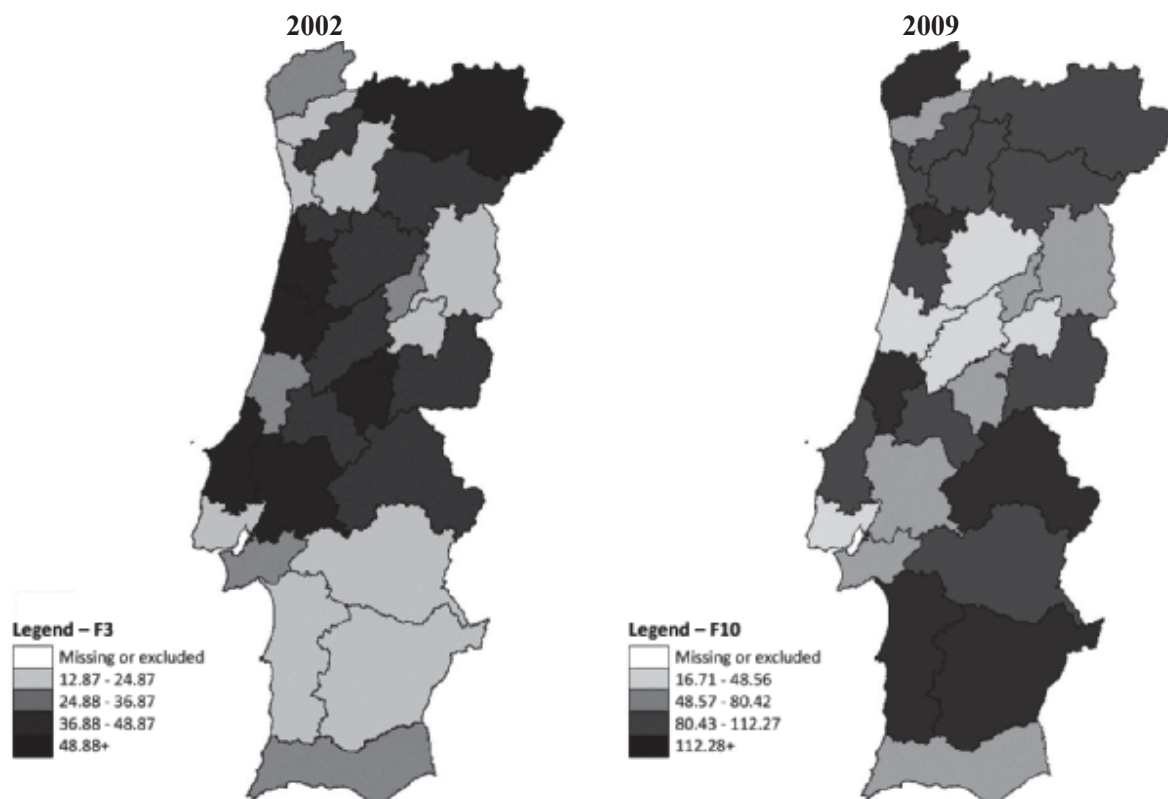 2002
2009
Legend – F3
Missing or excluded
12.87 - 24.87
24.88 - 36.87
36.88 - 48.87
48.88+
Legend – F10
Missing or excluded
16.71 - 48.56
48.57 - 80.42
80.43 - 112.27
112.28+